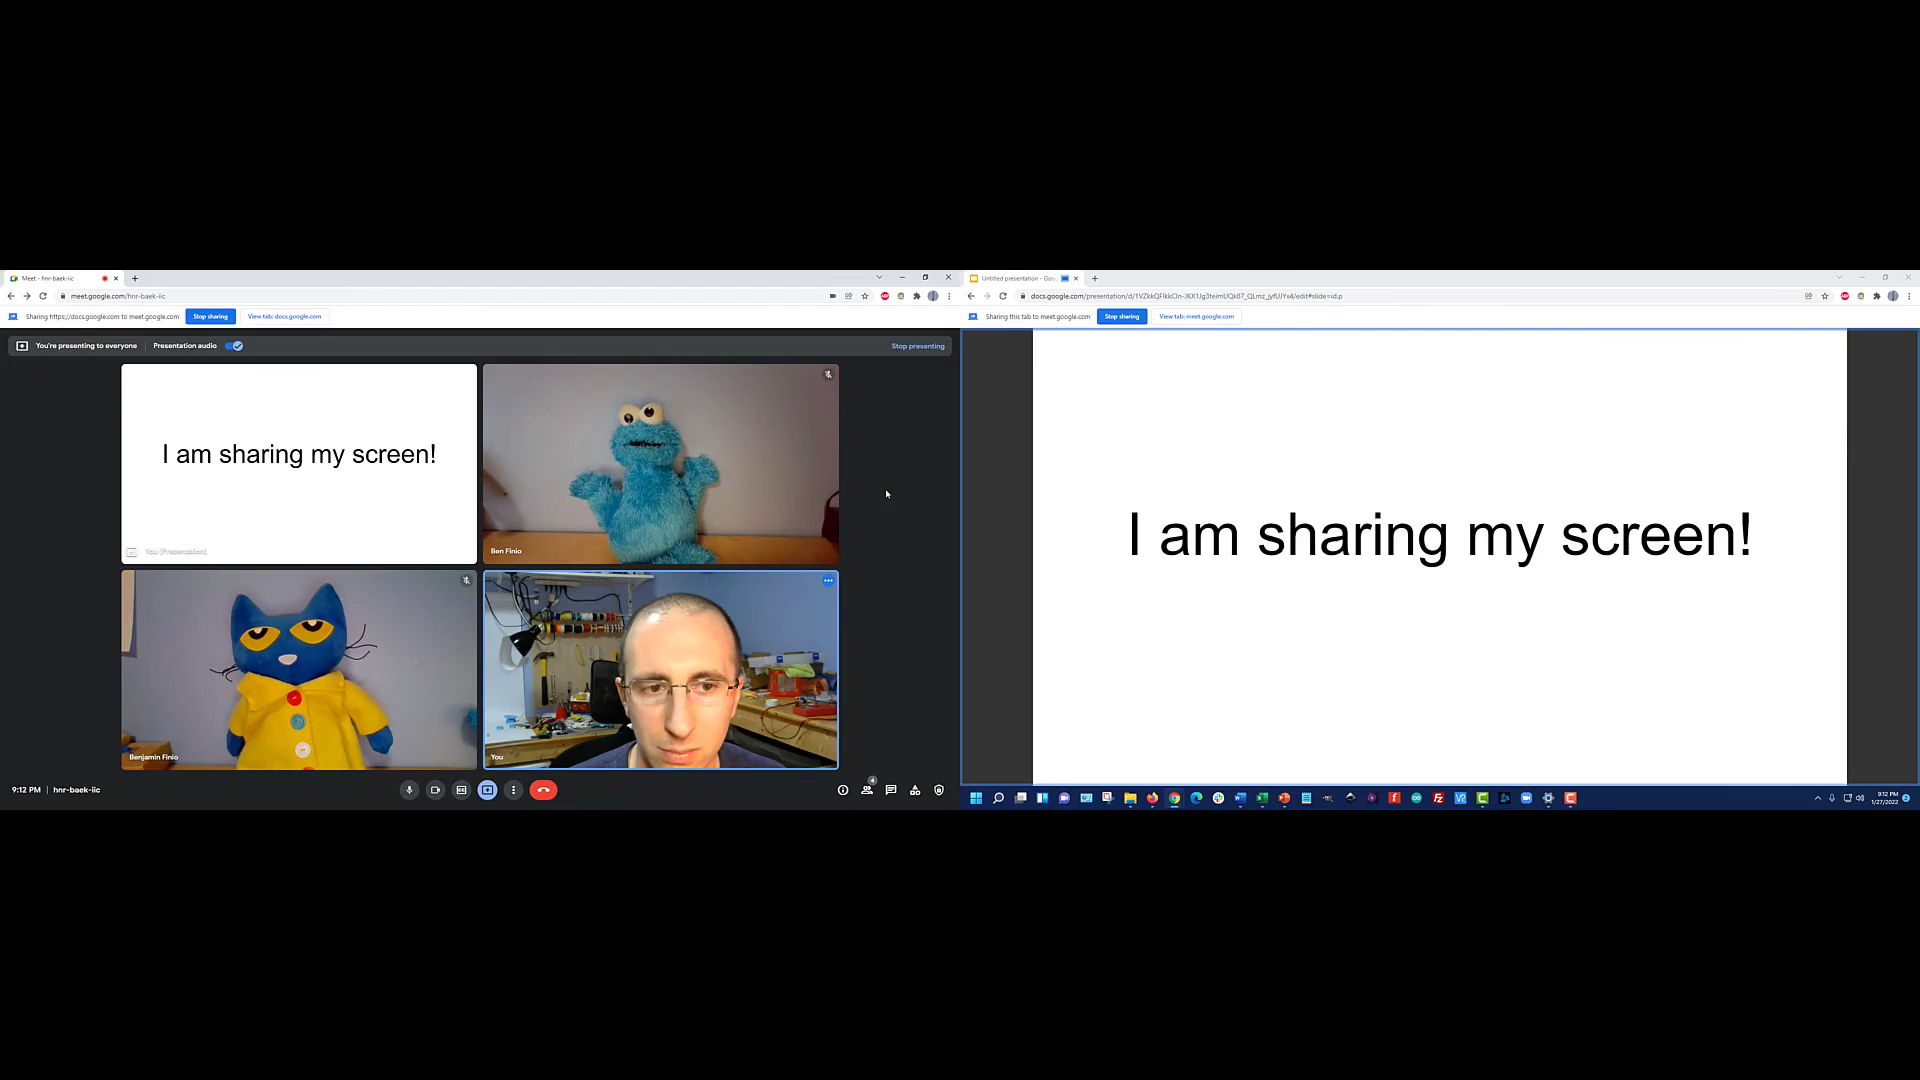 Meet - hnr-baek-iic
meet.google.com/hnr-baek-iic
Sharing https://docs.google.com to meet.google.com
Stop sharing
View tab: docs.google.com
You're presenting to everyone
Presentation audio
Stop presenting
I am sharing my screen!
You (Presentation)
Ben Finio
Benjamin Finio
You
9:12 PM | hnr-baek-iic
4
Untitled presentation - Goo
Sharing this tab to meet.google.com
Stop sharing
View tab: meet.google.com
I am sharing my screen!
9:12 PM
1/27/2022